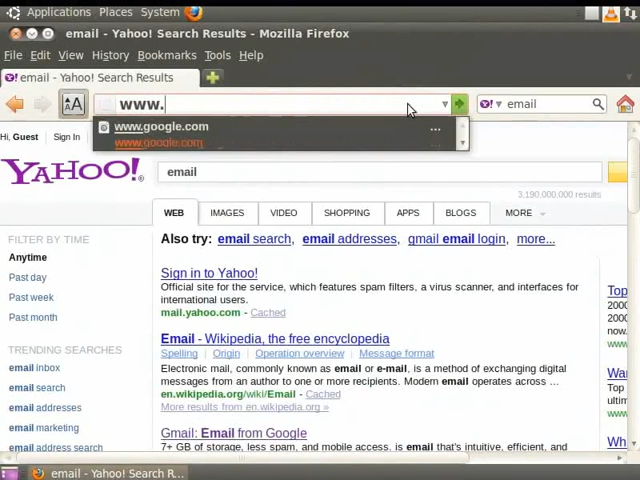 Applications Places System
email - Yahoo! Search Results - Mozilla Firefox
File Edit View History Bookmarks Tools Help
email - Yahoo! Search Results
www.
email
www.google.com ...
www.google.com ...
Hi, Guest Sign In
YAHOO!
email
3,190,000,000 results
WEB IMAGES VIDEO SHOPPING APPS BLOGS MORE
FILTER BY TIME
Anytime
Past day
Past week
Past month
TRENDING SEARCHES
email inbox
email search
email addresses
email marketing
email address search
Also try: email search, email addresses, gmail email login, more...
Sign in to Yahoo!
Official site for the service, which features spam filters, a virus scanner, and interfaces for
international users.
mail.yahoo.com - Cached
Email - Wikipedia, the free encyclopedia
Spelling | Origin | Operation overview | Message format
Electronic mail, commonly known as email or e-mail, is a method of exchanging digital
messages from an author to one or more recipients. Modern email operates across ...
en.wikipedia.org/wiki/Email - Cached
More results from en.wikipedia.org »
Gmail: Email from Google
7+ GB of storage, less spam, and mobile access. is email that's intuitive, efficient, and
Top
2000
2000
now.
www
Top
ultim
www
Wh
email - Yahoo! Search R...